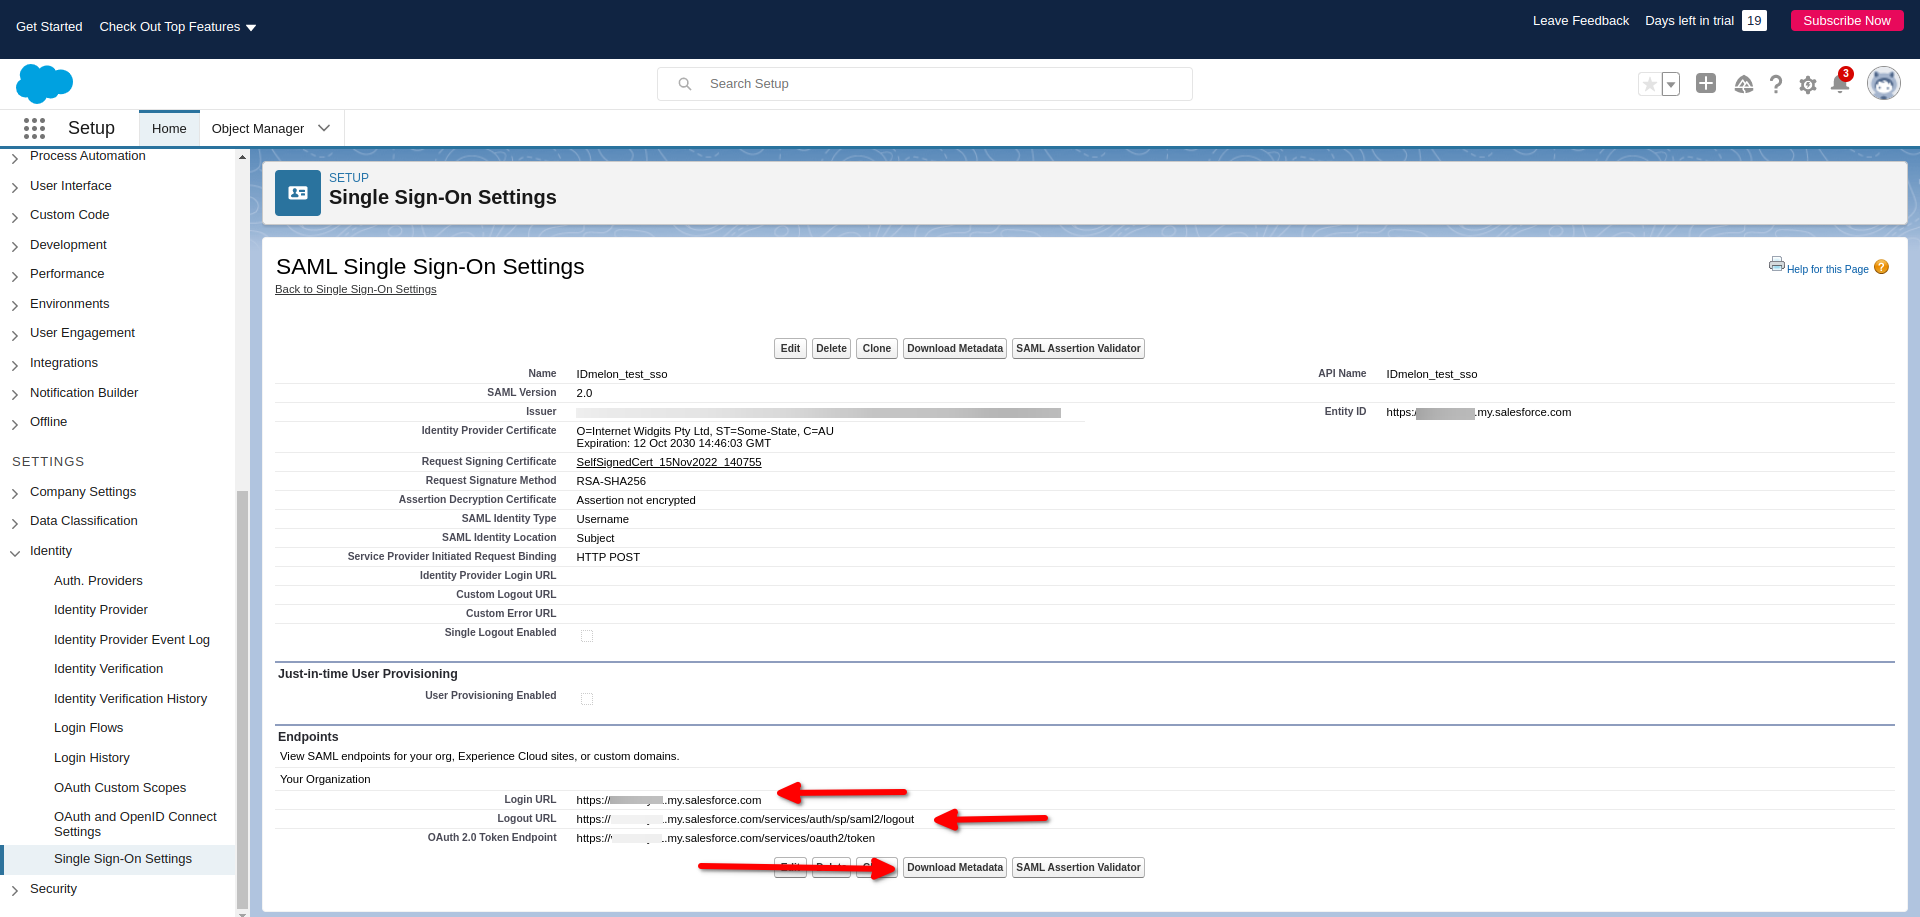 Get Started Check Out Top Features
Leave Feedback Days left in trial 19 Subscribe Now
Search Setup
3
Setup Home Object Manager
Process Automation
User Interface
Custom Code
Development
Performance
Environments
User Engagement
Integrations
Notification Builder
Offline
SETTINGS
Company Settings
Data Classification
Identity
Auth. Providers
Identity Provider
Identity Provider Event Log
Identity Verification
Identity Verification History
Login Flows
Login History
OAuth Custom Scopes
OAuth and OpenID Connect
Settings
Single Sign-On Settings
Security
SETUP
Single Sign-On Settings
SAML Single Sign-On Settings
Back to Single Sign-On Settings
Help for this Page ?
Edit Delete Clone Download Metadata SAML Assertion Validator
Name IDmelon_test_sso API Name IDmelon_test_sso
SAML Version 2.0
Issuer Entity ID https:/ .my.salesforce.com
Identity Provider Certificate O=Internet Widgits Pty Ltd, ST=Some-State, C=AU
Expiration: 12 Oct 2030 14:46:03 GMT
Request Signing Certificate SelfSignedCert_15Nov2022_140755
Request Signature Method RSA-SHA256
Assertion Decryption Certificate Assertion not encrypted
SAML Identity Type Username
SAML Identity Location Subject
Service Provider Initiated Request Binding HTTP POST
Identity Provider Login URL
Custom Logout URL
Custom Error URL
Single Logout Enabled
Just-in-time User Provisioning
User Provisioning Enabled
Endpoints
View SAML endpoints for your org, Experience Cloud sites, or custom domains.
Your Organization
Login URL https:// .my.salesforce.com
Logout URL https:// .my.salesforce.com/services/auth/sp/saml2/logout
OAuth 2.0 Token Endpoint https:// .my.salesforce.com/services/oauth2/token
Download Metadata SAML Assertion Validator